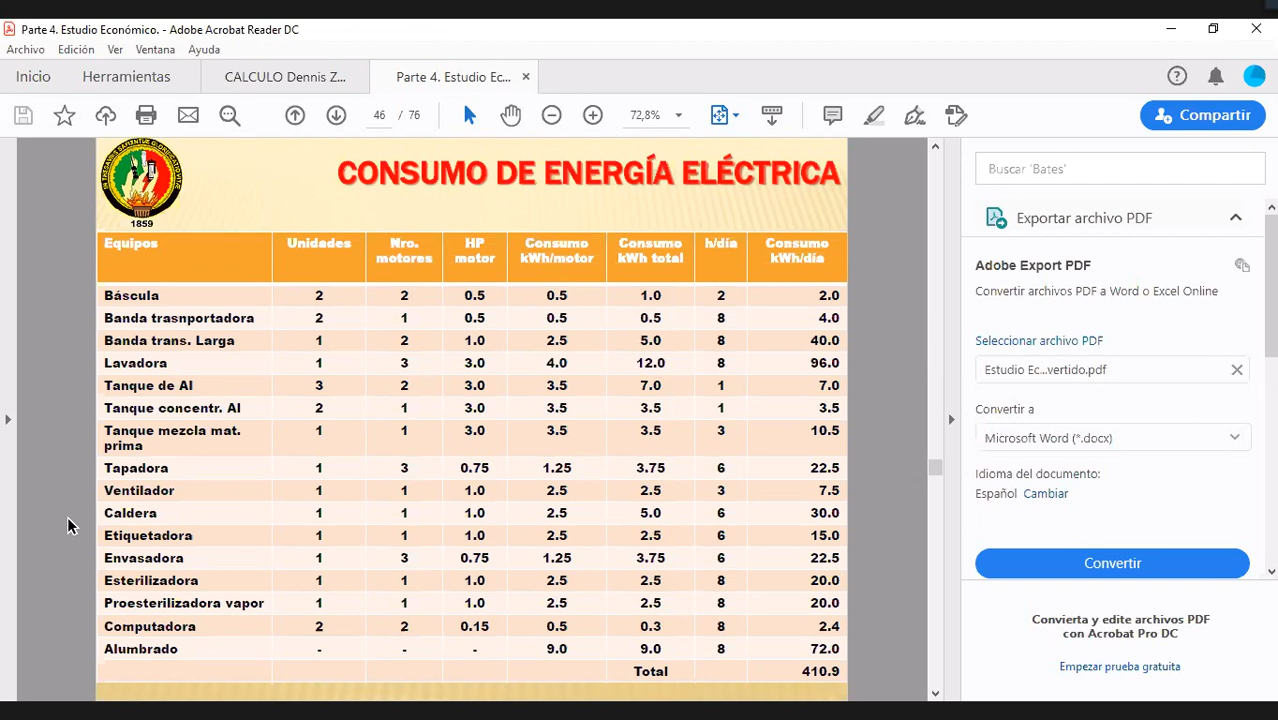 Parte 4. Estudio Económico. - Adobe Acrobat Reader DC
Archivo Edición Ver Ventana Ayuda
Inicio Herramientas CALCULO Dennis Z... Parte 4. Estudio Ec... ×
46 / 76 72,8% Compartir
CONSUMO DE ENERGÍA ELÉCTRICA
1859
Equipos Unidades Nro. motores HP motor Consumo kWh/motor Consumo kWh total h/día Consumo kWh/día
Báscula 2 2 0.5 0.5 1.0 2 2.0
Banda trasnportadora 2 1 0.5 0.5 0.5 8 4.0
Banda trans. Larga 1 2 1.0 2.5 5.0 8 40.0
Lavadora 1 3 3.0 4.0 12.0 8 96.0
Tanque de Al 3 2 3.0 3.5 7.0 1 7.0
Tanque concentr. Al 2 1 3.0 3.5 3.5 1 3.5
Tanque mezcla mat. prima 1 1 3.0 3.5 3.5 3 10.5
Tapadora 1 3 0.75 1.25 3.75 6 22.5
Ventilador 1 1 1.0 2.5 2.5 3 7.5
Caldera 1 1 1.0 2.5 5.0 6 30.0
Etiquetadora 1 1 1.0 2.5 2.5 6 15.0
Envasadora 1 3 0.75 1.25 3.75 6 22.5
Esterilizadora 1 1 1.0 2.5 2.5 8 20.0
Proesterilizadora vapor 1 1 1.0 2.5 2.5 8 20.0
Computadora 2 2 0.15 0.5 0.3 8 2.4
Alumbrado - - - 9.0 9.0 8 72.0
Total 410.9
Buscar 'Bates'
Exportar archivo PDF
Adobe Export PDF
Convertir archivos PDF a Word o Excel Online
Seleccionar archivo PDF
Estudio Ec...vertido.pdf
Convertir a
Microsoft Word (*.docx)
Idioma del documento:
Español Cambiar
Convertir
Convierta y edite archivos PDF
con Acrobat Pro DC
Empezar prueba gratuita